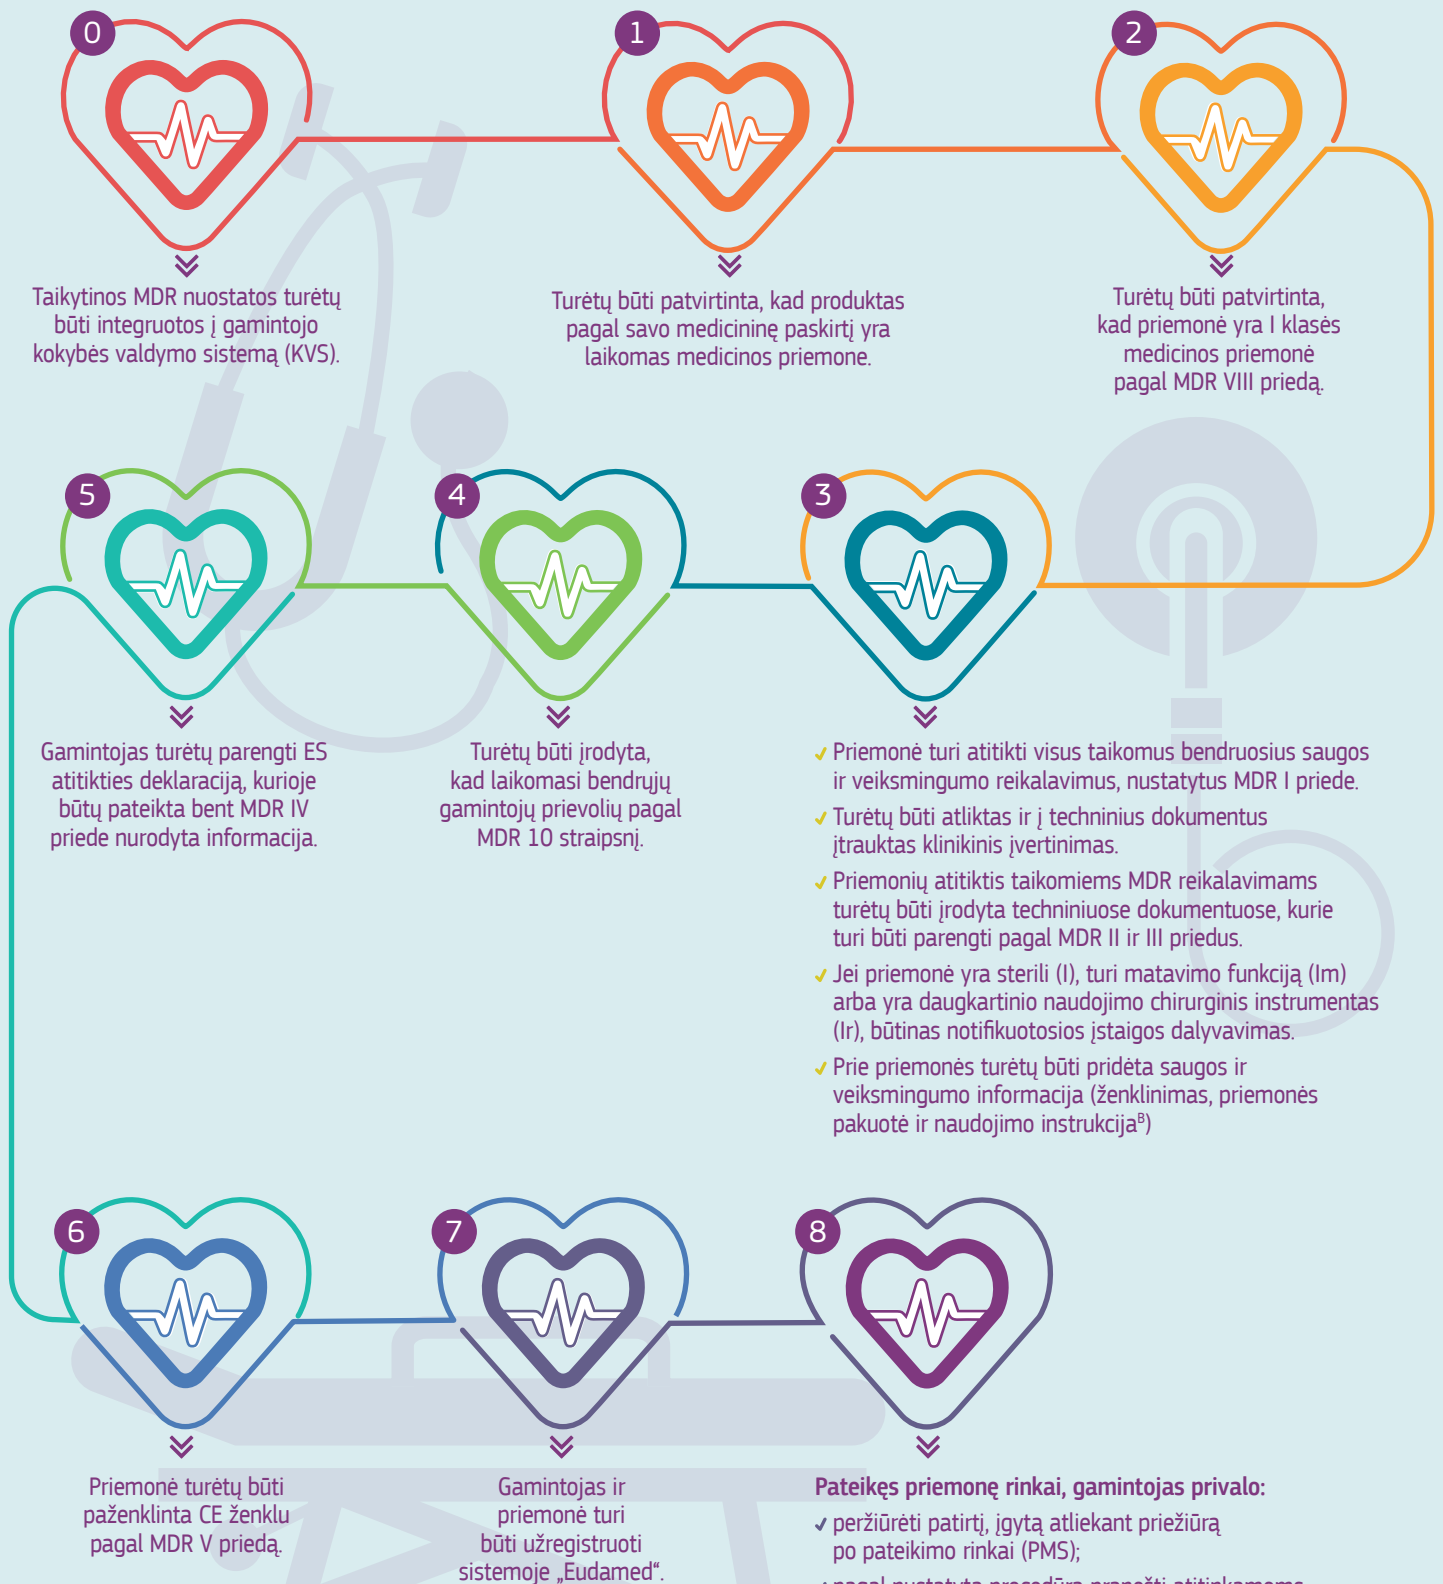 0
Taikytinos MDR nuostatos turėtų
būti integruotos į gamintojo
kokybės valdymo sistemą (KVS).
1
Turėtų būti patvirtinta, kad produktas
pagal savo medicininę paskirtį yra
laikomas medicinos priemone.
2
Turėtų būti patvirtinta,
kad priemonė yra I klasės
medicinos priemonė
pagal MDR VIII priedą.
3
Priemonė turi atitikti visus taikomus bendruosius saugos
ir veiksmingumo reikalavimus, nustatytus MDR I priede.
Turėtų būti atliktas ir į techninius dokumentus
įtrauktas klinikinis įvertinimas.
Priemonių atitiktis taikomiems MDR reikalavimams
turėtų būti įrodyta techniniuose dokumentuose, kurie
turi būti parengti pagal MDR II ir III priedus.
Jei priemonė yra sterili (I), turi matavimo funkciją (Im)
arba yra daugkartinio naudojimo chirurginis instrumentas
(Ir), būtinas notifikuotosios įstaigos dalyvavimas.
Prie priemonės turėtų būti pridėta saugos ir
veiksmingumo informacija (ženklinimas, priemonės
pakuotė ir naudojimo instrukcijaᴮ)
4
Turėtų būti įrodyta,
kad laikomasi bendrųjų
gamintojų prievolių pagal
MDR 10 straipsnį.
5
Gamintojas turėtų parengti ES
atitikties deklaraciją, kurioje
būtų pateikta bent MDR IV
priede nurodyta informacija.
6
Priemonė turėtų būti
paženklinta CE ženklu
pagal MDR V priedą.
7
Gamintojas ir
priemonė turi
būti užregistruoti
sistemoje „Eudamed“.
8
Pateikęs priemonę rinkai, gamintojas privalo:
peržiūrėti patirtį, įgytą atliekant priežiūrą
po pateikimo rinkai (PMS);
pagal nustatytą procedūrą pranešti atitinkamoms